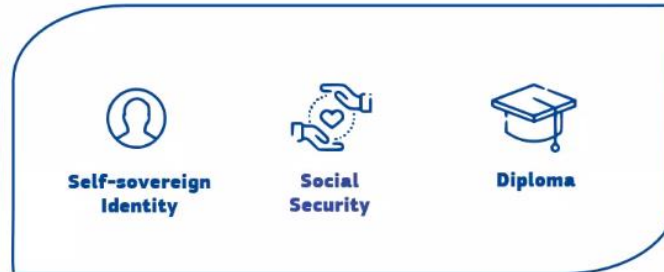 Self-sovereign
Identity
Social
Security
Diploma